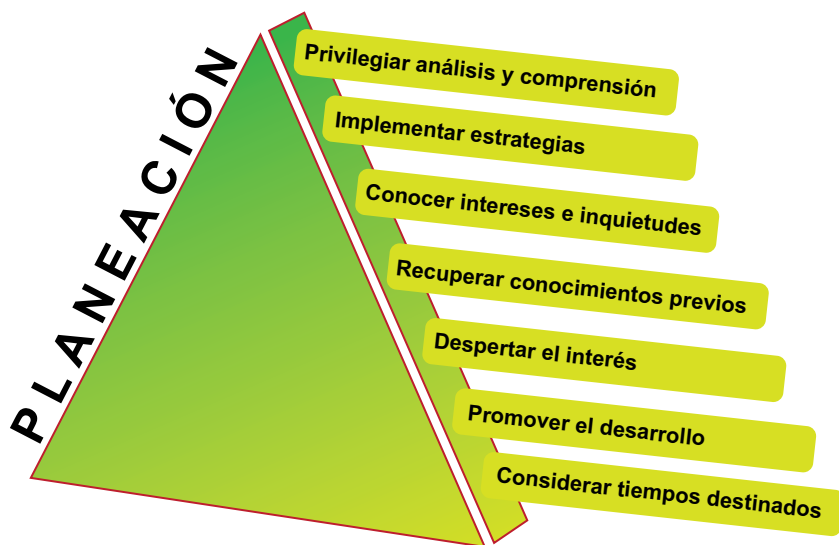 PLANEACIÓN
Privilegiar análisis y comprensión
Implementar estrategias
Conocer intereses e inquietudes
Recuperar conocimientos previos
Despertar el interés
Promover el desarrollo
Considerar tiempos destinados